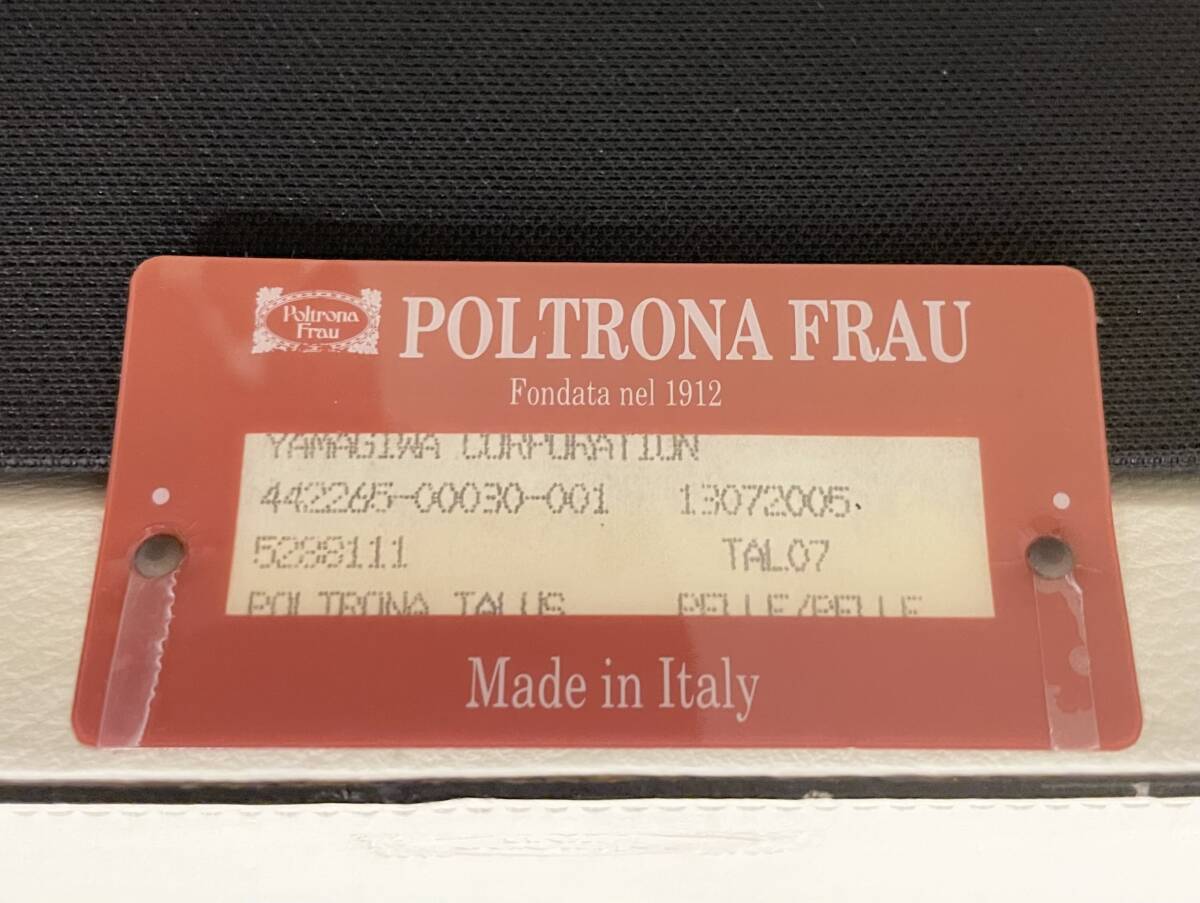 Poltrona
Frau
POLTRONA FRAU
Fondata nel 1912
YAMAGIWA CORPORATION
442265-00030-001 13072005
5288111 TAL07
POLTRONA TALUS PELLE/PELLE
Made in Italy